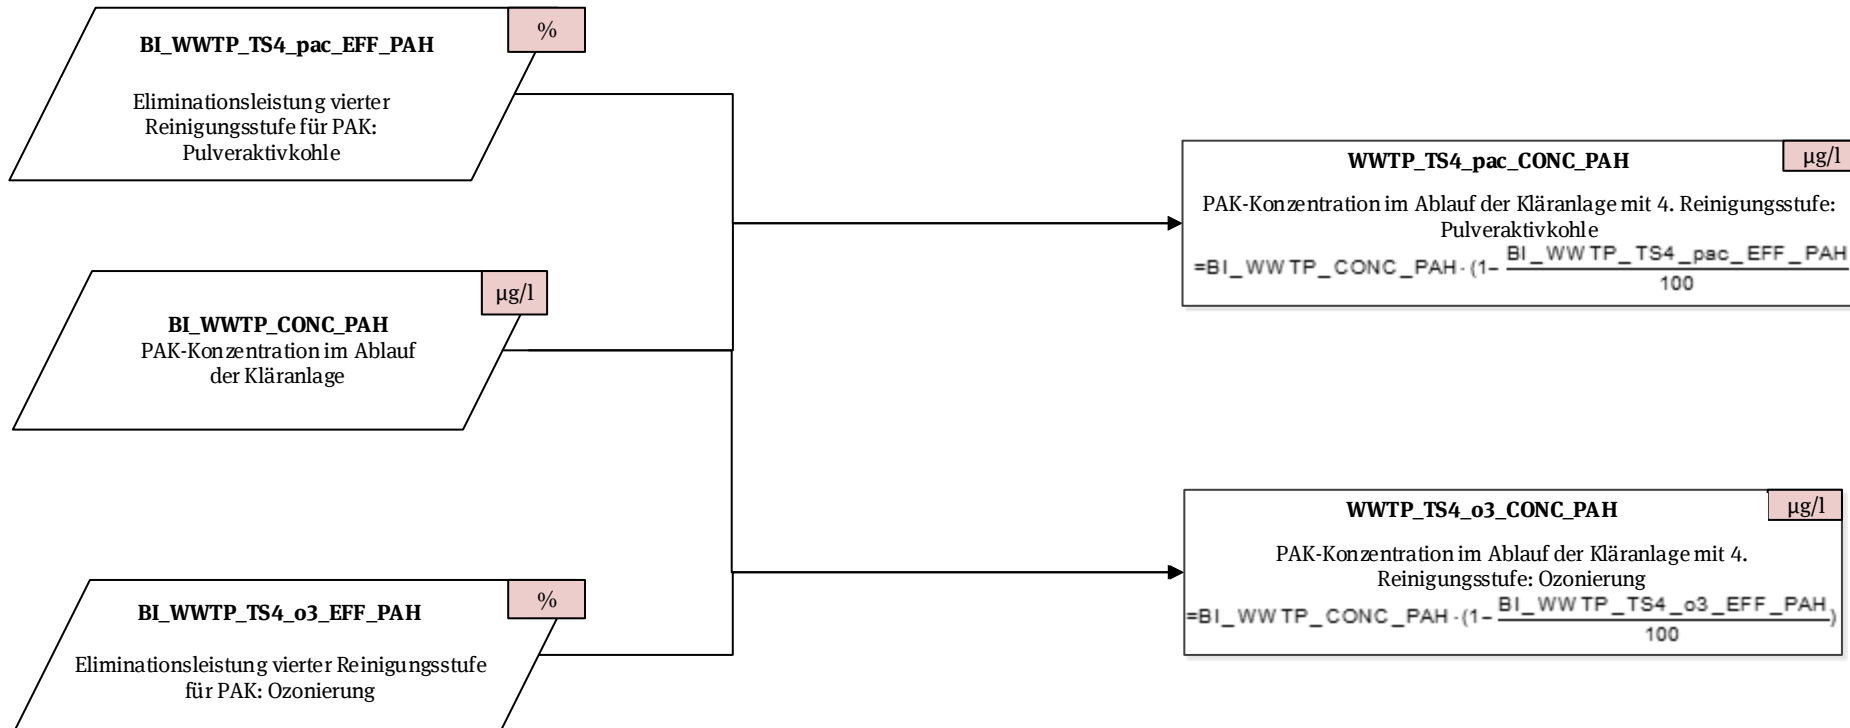 BI_WWTP_TS4_pac_EFF_PAH
%
Eliminationsleistung vierter
Reinigungsstufe für PAK:
Pulveraktivkohle
BI_WWTP_CONC_PAH
µg/l
PAK-Konzentration im Ablauf
der Kläranlage
BI_WWTP_TS4_o3_EFF_PAH
%
Eliminationsleistung vierter Reinigungsstufe
für PAK: Ozonierung
WWTP_TS4_pac_CONC_PAH
µg/l
PAK-Konzentration im Ablauf der Kläranlage mit 4. Reinigungsstufe:
Pulveraktivkohle
=BI_WWTP_CONC_PAH·(1-BI_WWTP_TS4_pac_EFF_PAH
100
WWTP_TS4_o3_CONC_PAH
µg/l
PAK-Konzentration im Ablauf der Kläranlage mit 4.
Reinigungsstufe: Ozonierung
=BI_WWTP_CONC_PAH·(1-BI_WWTP_TS4_o3_EFF_PAH)
100